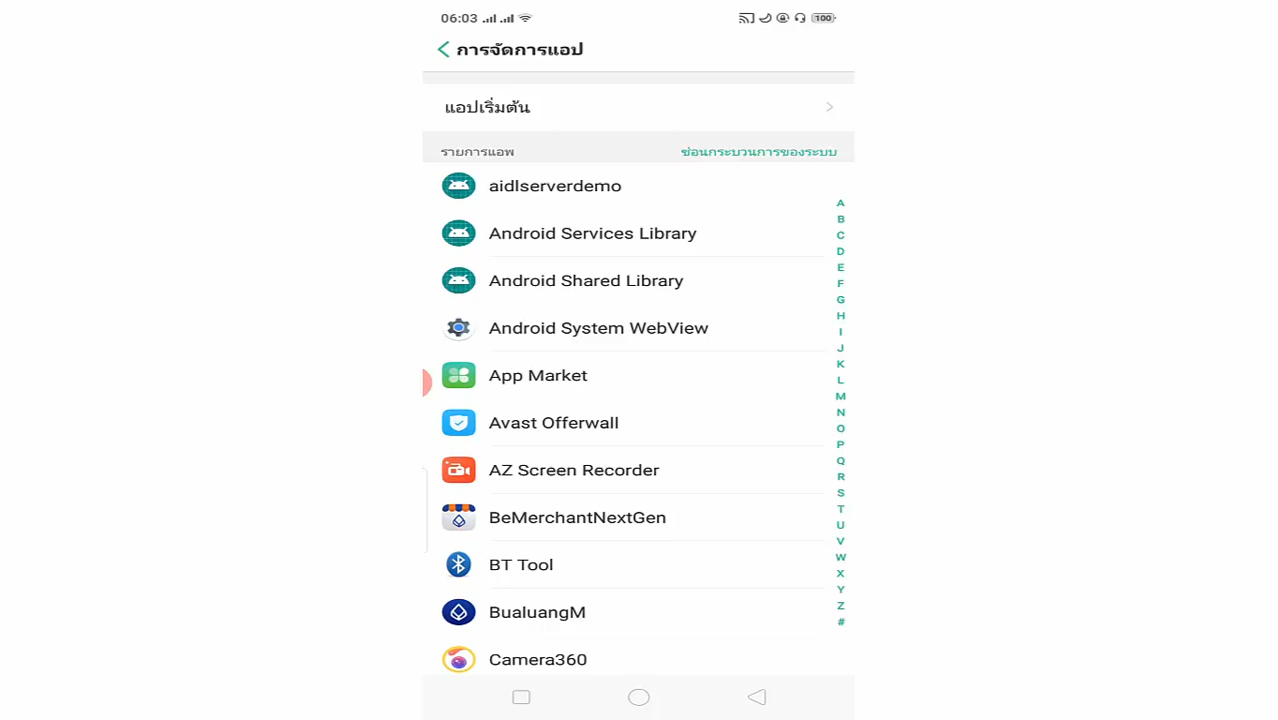 06:03
100
การจัดการแอป
แอปเริ่มต้น
รายการแอพ ซ่อนกระบวนการของระบบ
aidlserverdemo
Android Services Library
Android Shared Library
Android System WebView
App Market
Avast Offerwall
AZ Screen Recorder
BeMerchantNextGen
BT Tool
BualuangM
Camera360
A
B
C
D
E
F
G
H
I
J
K
L
M
N
O
P
Q
R
S
T
U
V
W
X
Y
Z
#